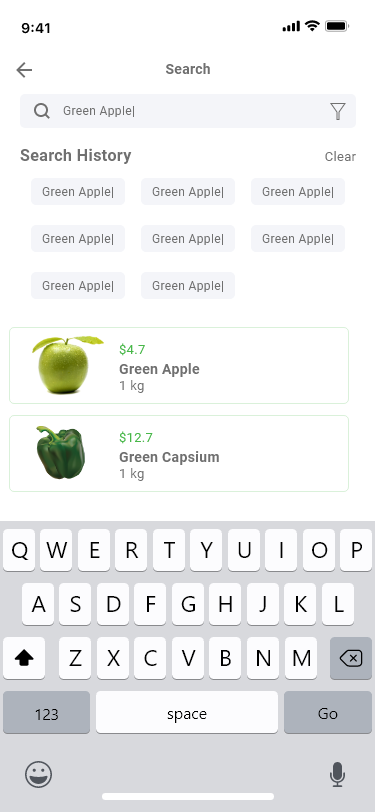 9:41
Search
Green Apple|
Search History
Clear
Green Apple| Green Apple| Green Apple|
Green Apple| Green Apple| Green Apple|
Green Apple| Green Apple|
$4.7
Green Apple
1 kg
$12.7
Green Capsium
1 kg
Q W E R T Y U I O P
A S D F G H J K L
Z X C V B N M
123 space Go